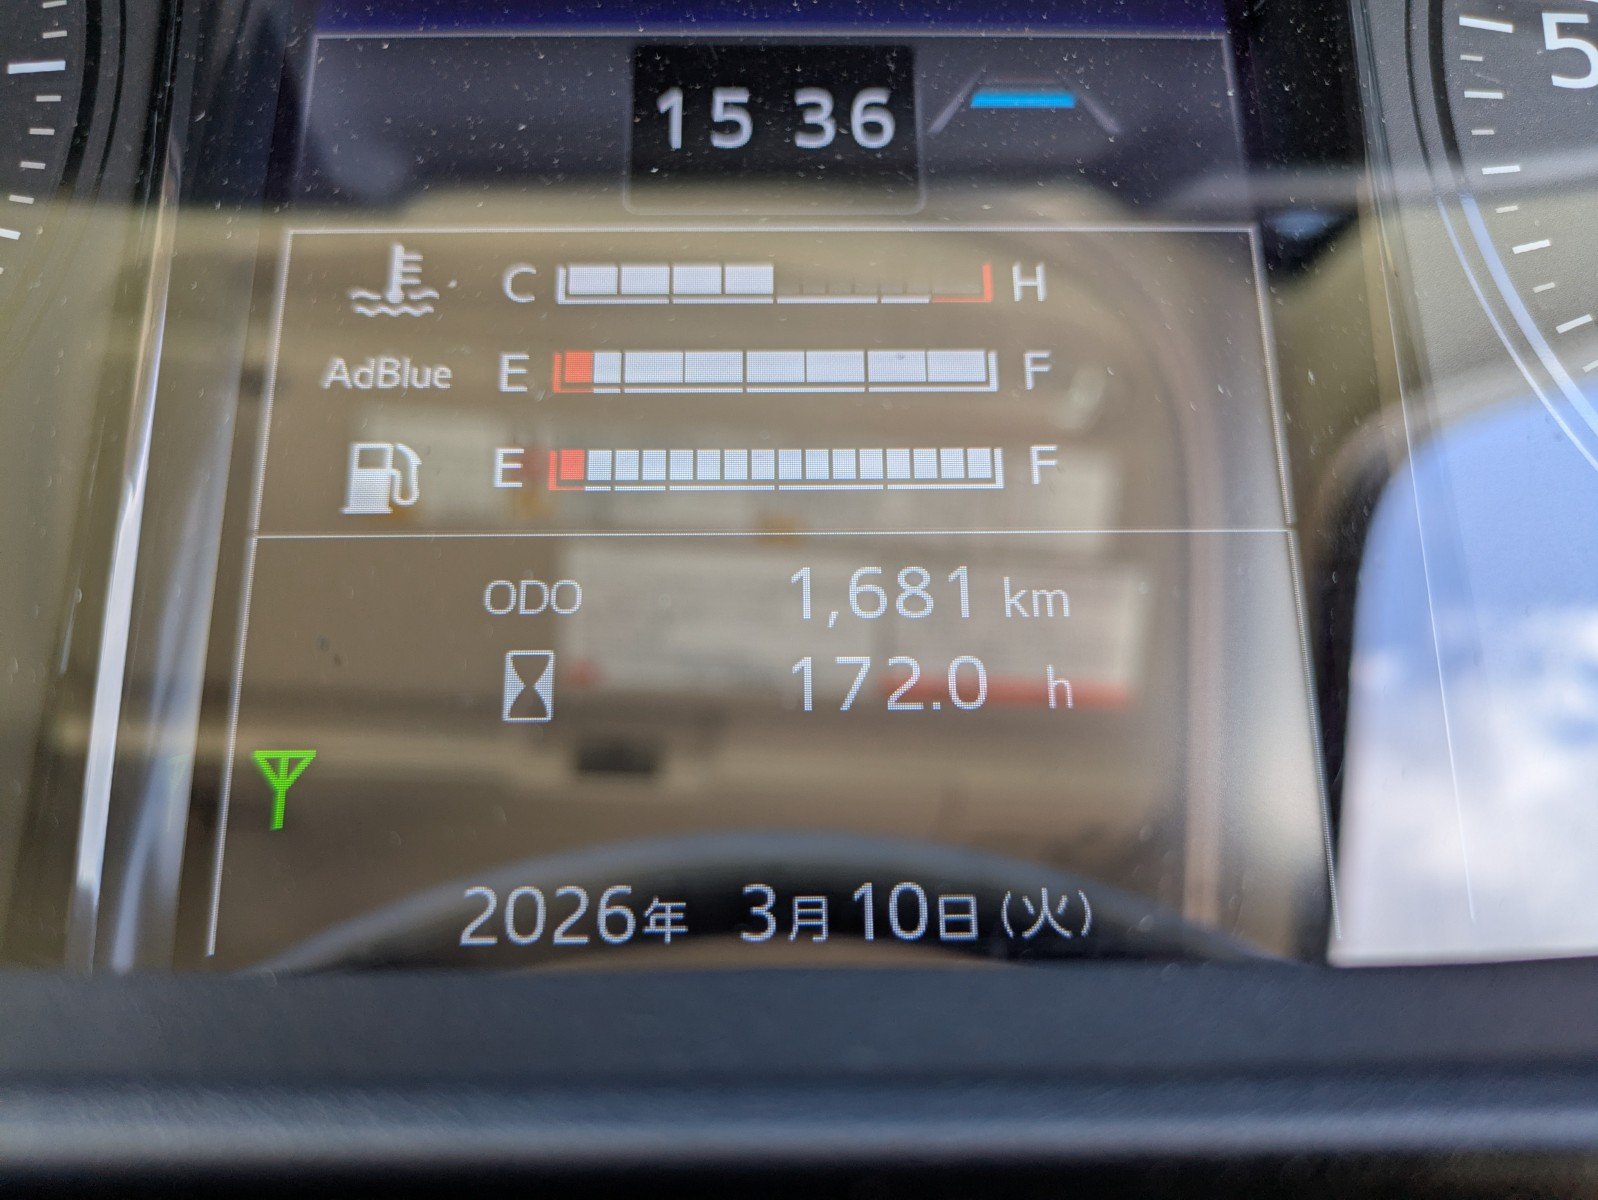 5
15 36
C H
AdBlue E F
E F
ODO 1,681 km
172.0 h
2026年 3月10日(火)